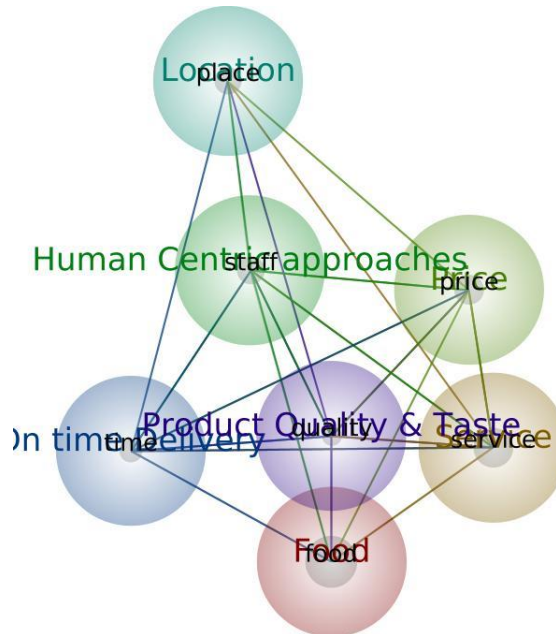 Location
place
Human Centric approaches
staff
Price
price
Product Quality & Taste
quality
On time Delivery
time
Service
service
Food
food